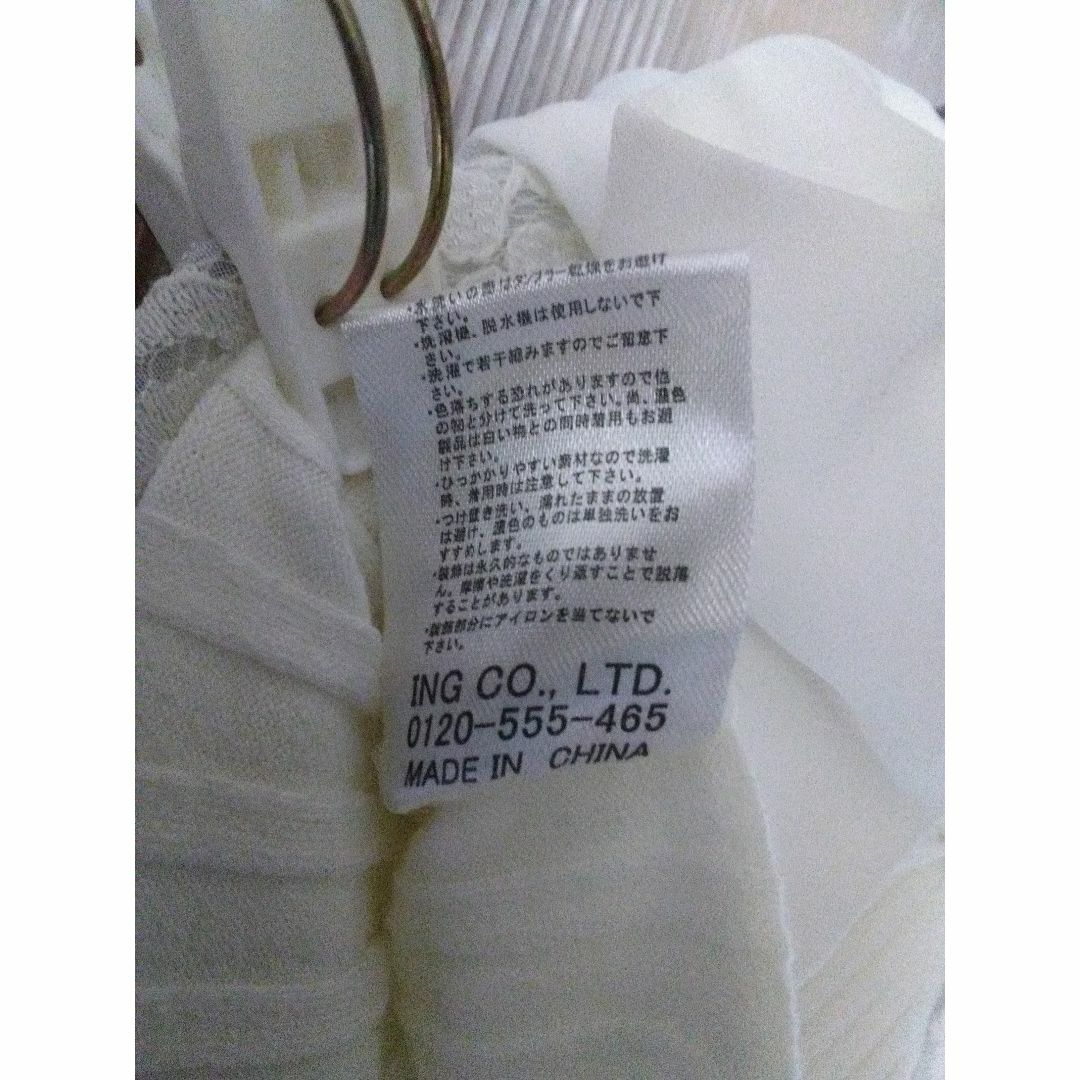 ・水洗いの際はタンブラー乾燥をお避け
下さい。
・洗濯機、脱水機は使用しないで下
さい。
・洗濯で若干縮みますのでご留意下
さい。
・色落ちする恐れがありますので他
の物と分けて洗って下さい。尚、濃色
製品は白い物との同時着用もお避
け下さい。
・ひっかかりやすい素材なので洗濯
時、着用時は注意して下さい。
・つけ置き洗い、濡れたままの放置
は避け、濃色のものは単独洗いをお
すすめします。
・装飾は永久的なものではありませ
ん。摩擦や洗濯をくり返すことで脱落
することがあります。
・装飾部分にアイロンを当てないで
下さい。
ING CO., LTD.
0120-555-465
MADE IN CHINA